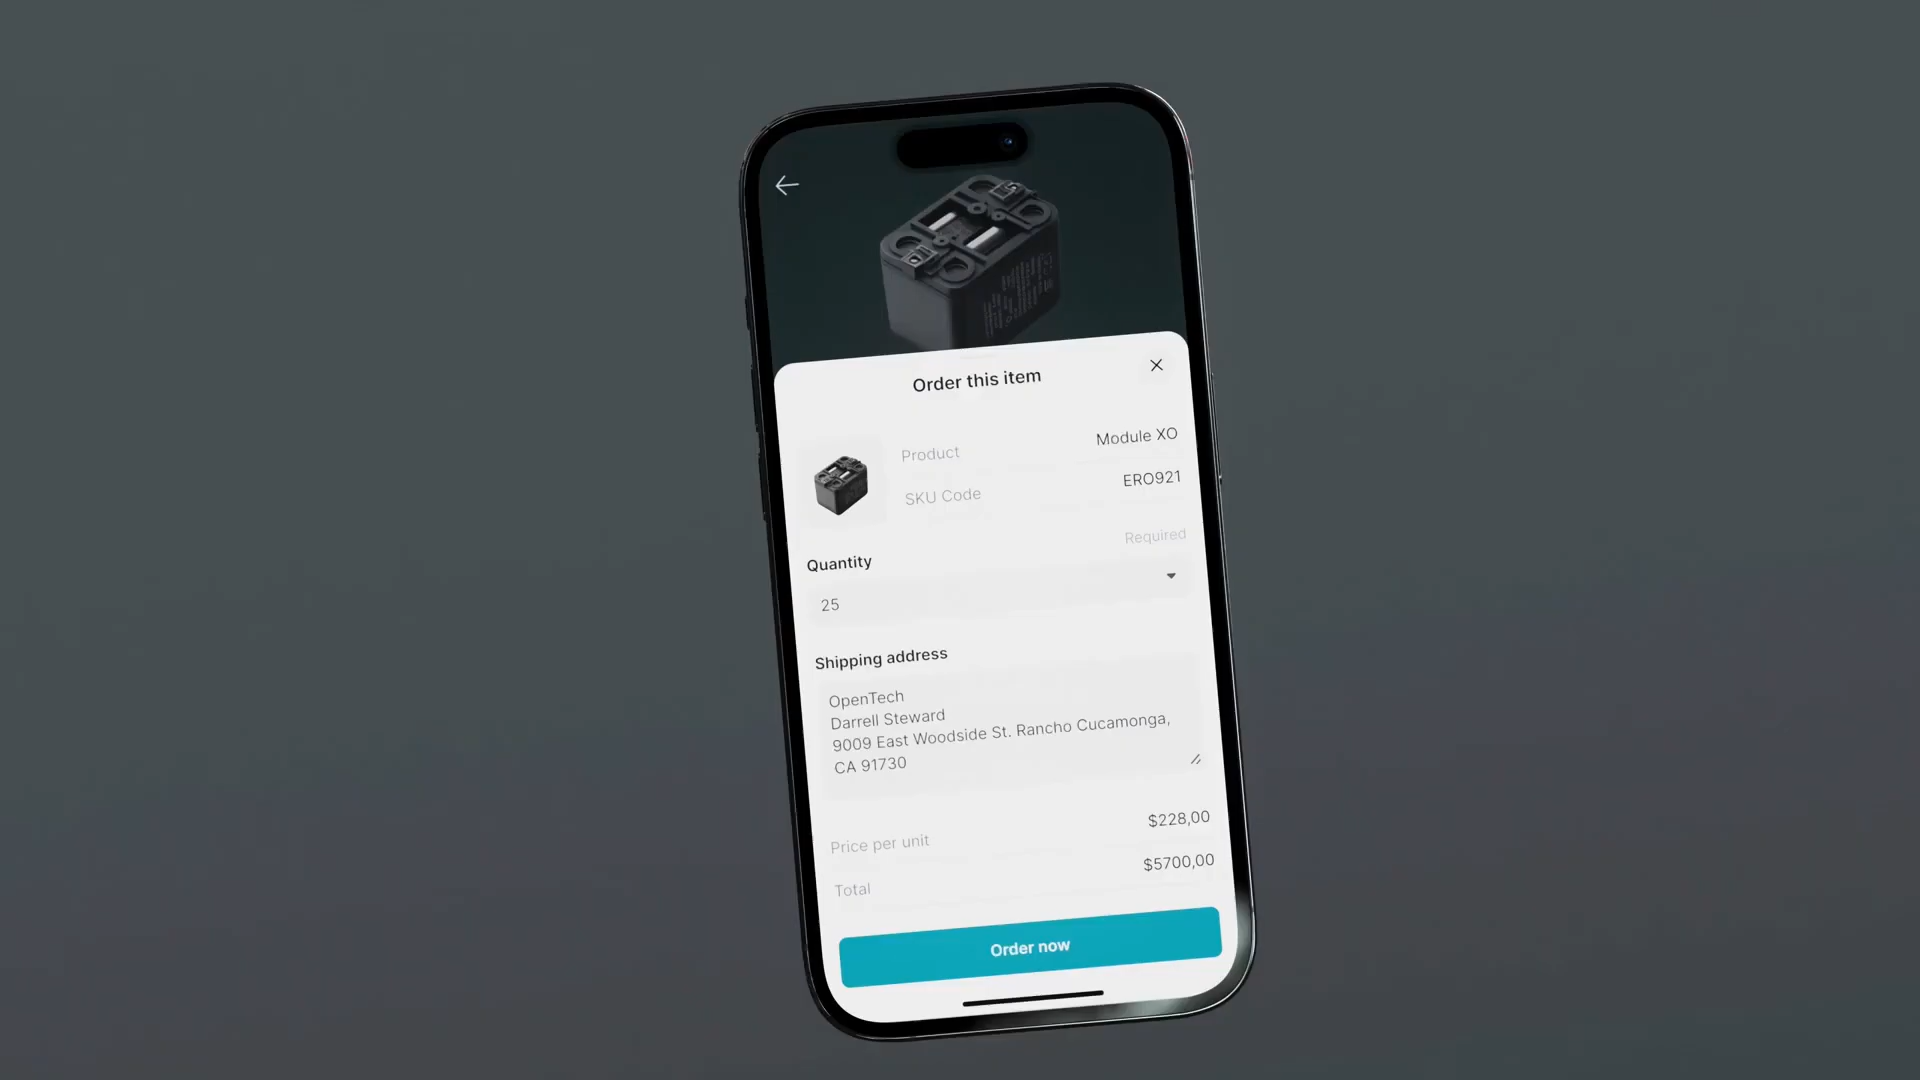 Order this item
Product
Module XO
SKU Code
ERO921
Quantity
Required
25
Shipping address
OpenTech
Darrell Steward
9009 East Woodside St. Rancho Cucamonga,
CA 91730
Price per unit
$228,00
Total
$5700,00
Order now